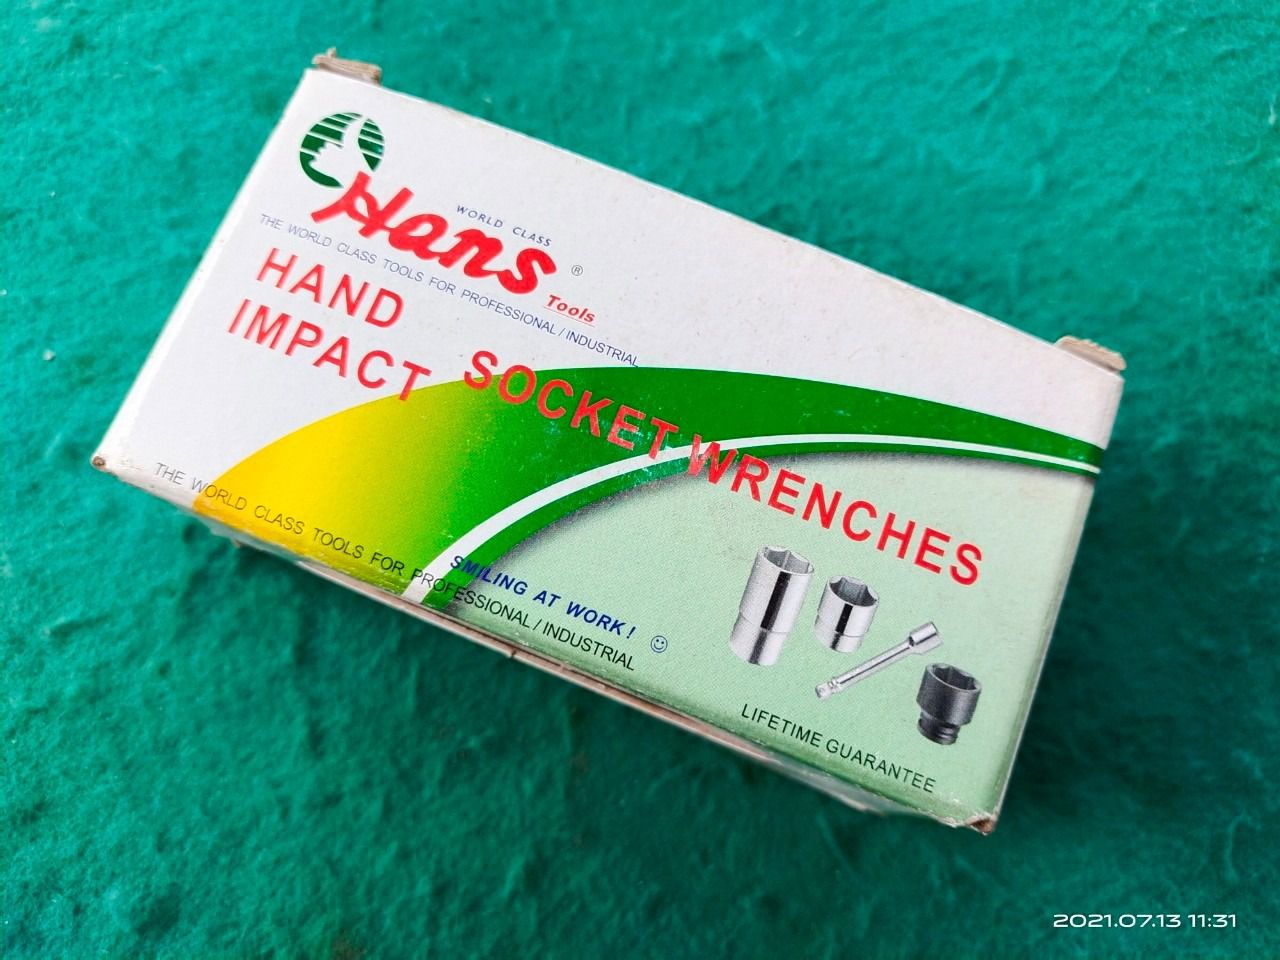 WORLD CLASS
Hans ®
Tools
THE WORLD CLASS TOOLS FOR PROFESSIONAL / INDUSTRIAL
HAND
IMPACT
SOCKET WRENCHES
SMILING AT WORK!
THE WORLD CLASS TOOLS FOR PROFESSIONAL / INDUSTRIAL
LIFETIME GUARANTEE
2021.07.13 11:31